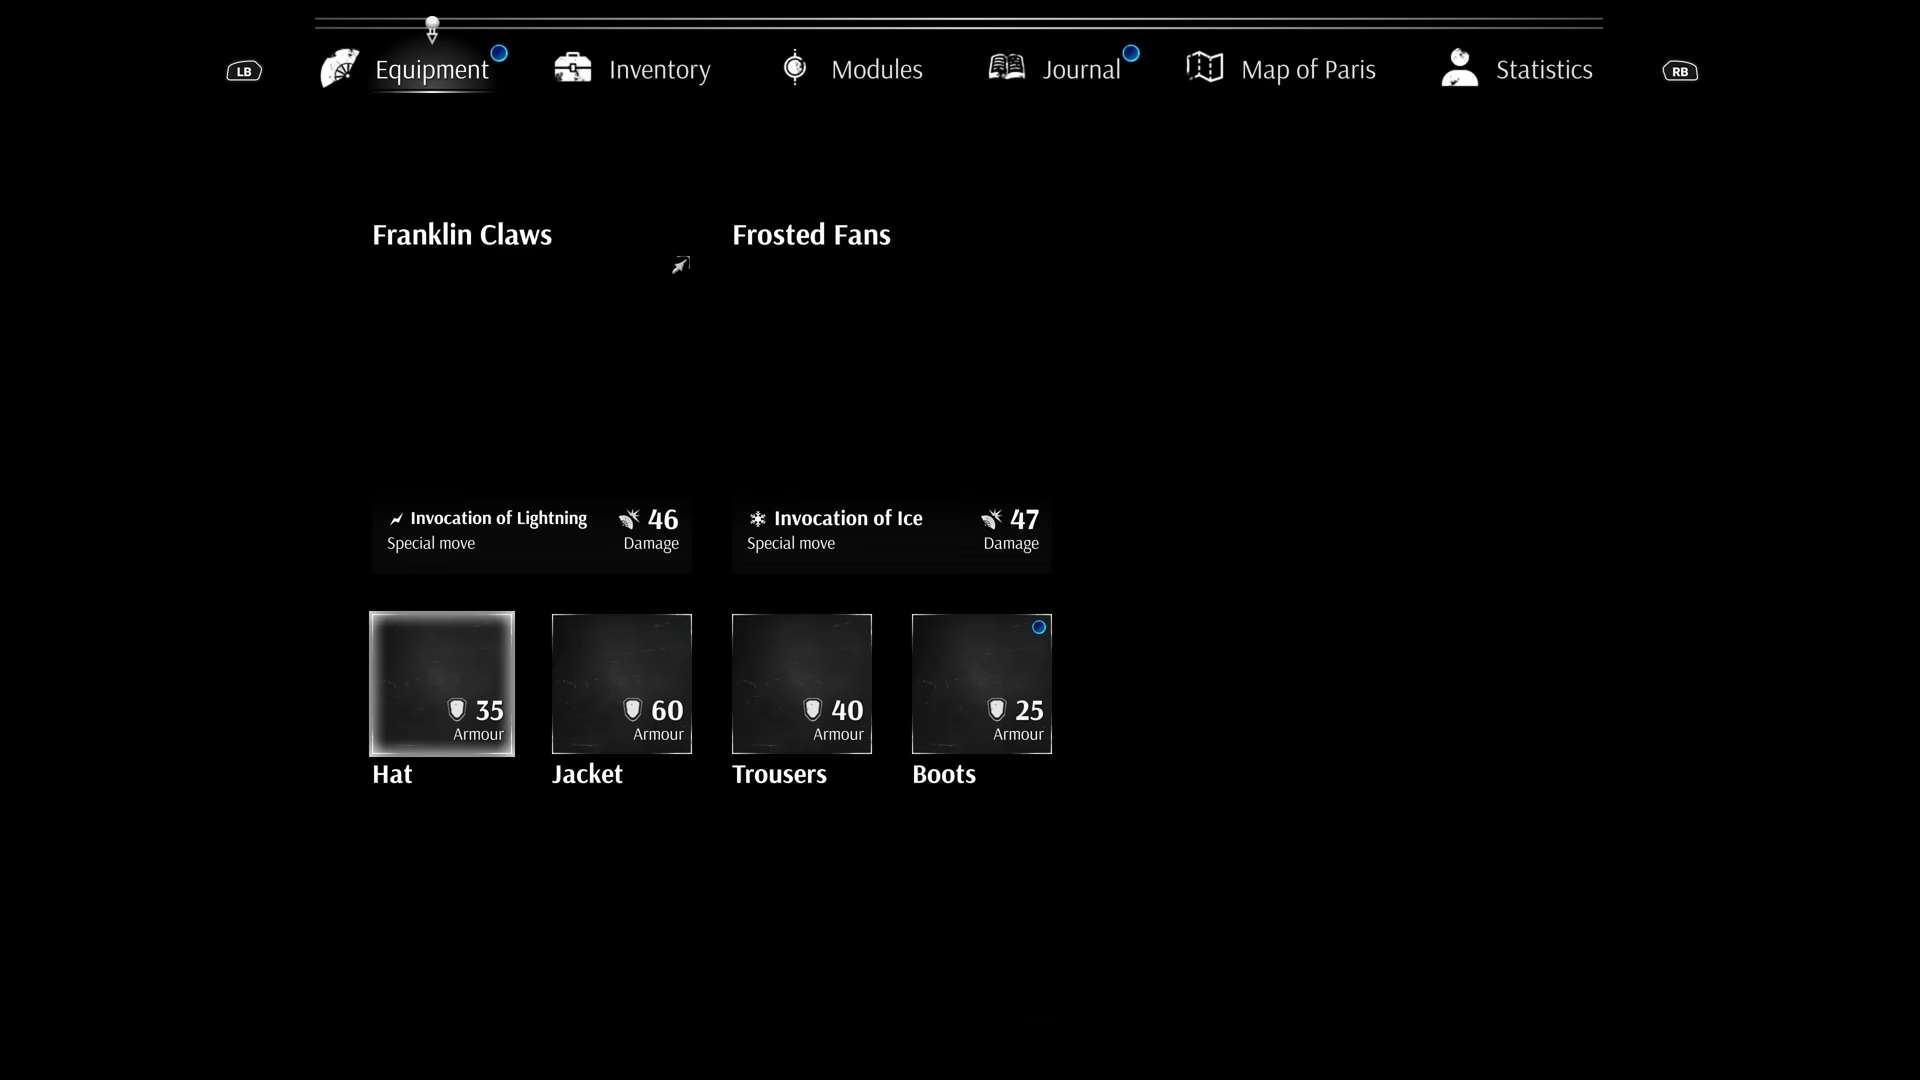 LB
Equipment
Inventory
Modules
Journal
Map of Paris
Statistics
RB
Franklin Claws
Frosted Fans
Invocation of Lightning
Special move
46
Damage
Invocation of Ice
Special move
47
Damage
35
Armour
Hat
60
Armour
Jacket
40
Armour
Trousers
25
Armour
Boots